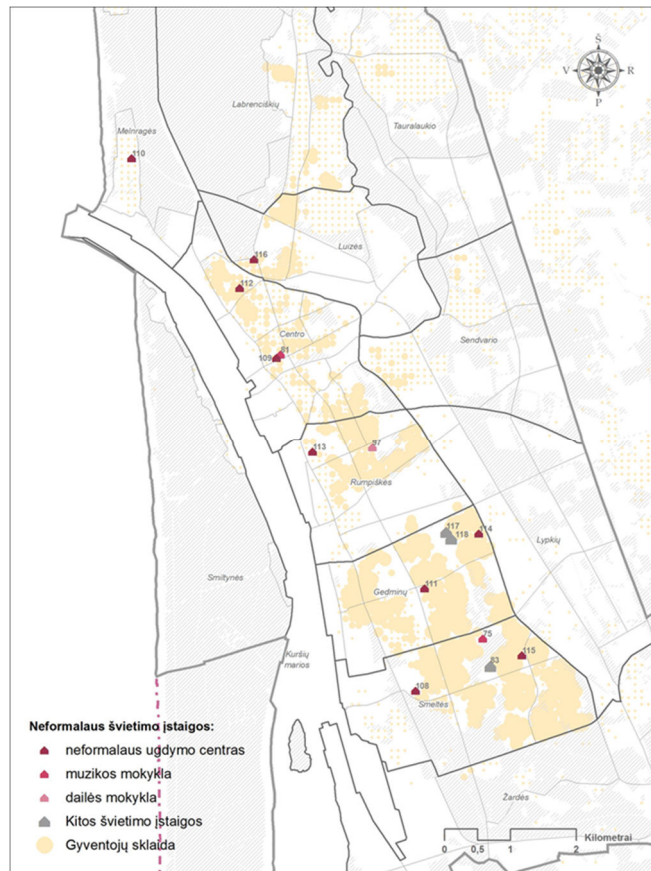 Š
V R
P
Labrenciškių
Tauralaukio
Melnragės
110
Luizės
116
112
Centro
Sendvario
81
109
113
97
Rumpiškės
117
114
118
Lypkių
Smiltynės
Gedminų
111
75
Kuršių
marios
115
83
108
Smeltės
Neformalaus švietimo įstaigos:
neformalaus ugdymo centras
muzikos mokykla
dailės mokykla
Kitos švietimo įstaigos
Gyventojų sklaida
Žardės
Kilometrai
0 0,5 1 2